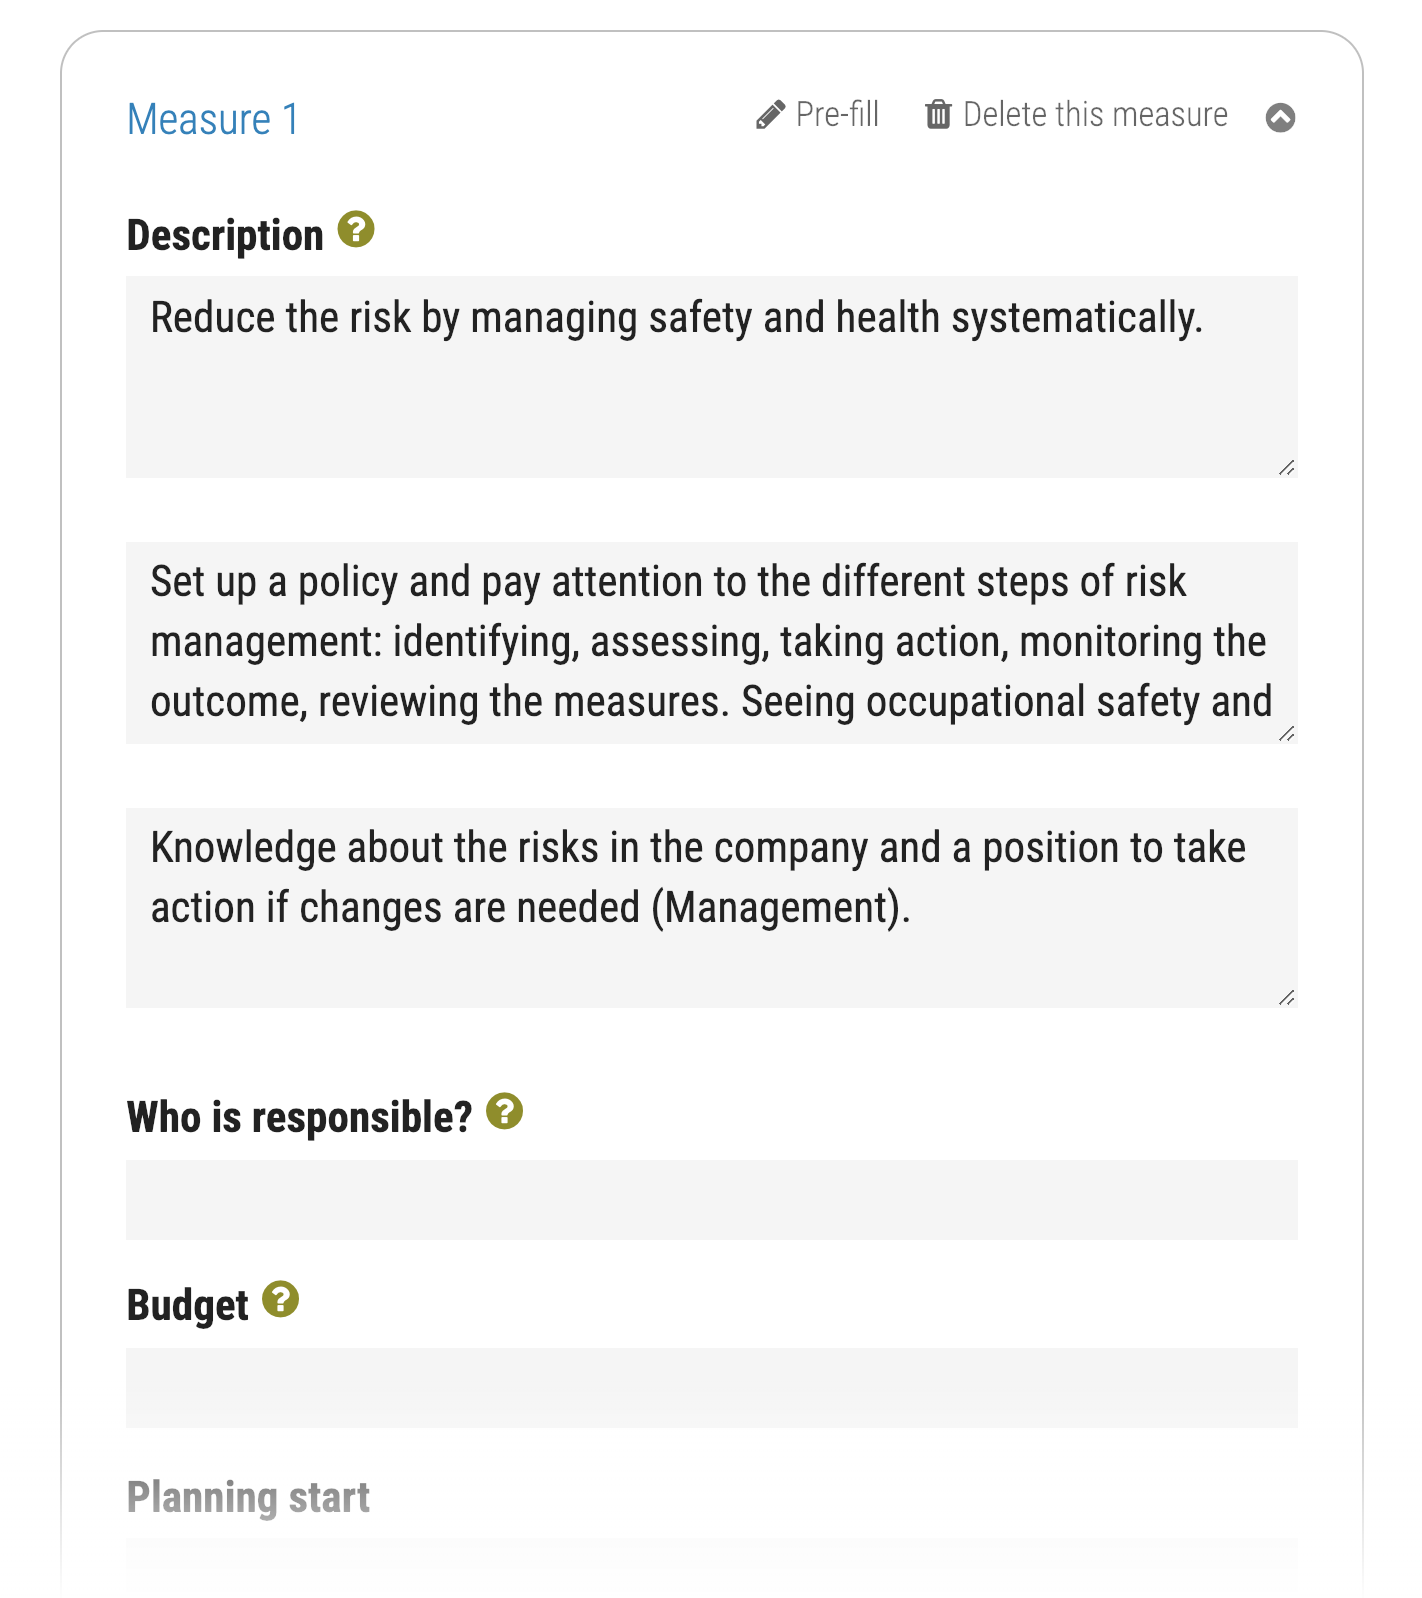 Measure 1
Pre-fill
Delete this measure
Description
Reduce the risk by managing safety and health systematically.
Set up a policy and pay attention to the different steps of risk
management: identifying, assessing, taking action, monitoring the
outcome, reviewing the measures. Seeing occupational safety and
Knowledge about the risks in the company and a position to take
action if changes are needed (Management).
Who is responsible?
Budget
Planning start